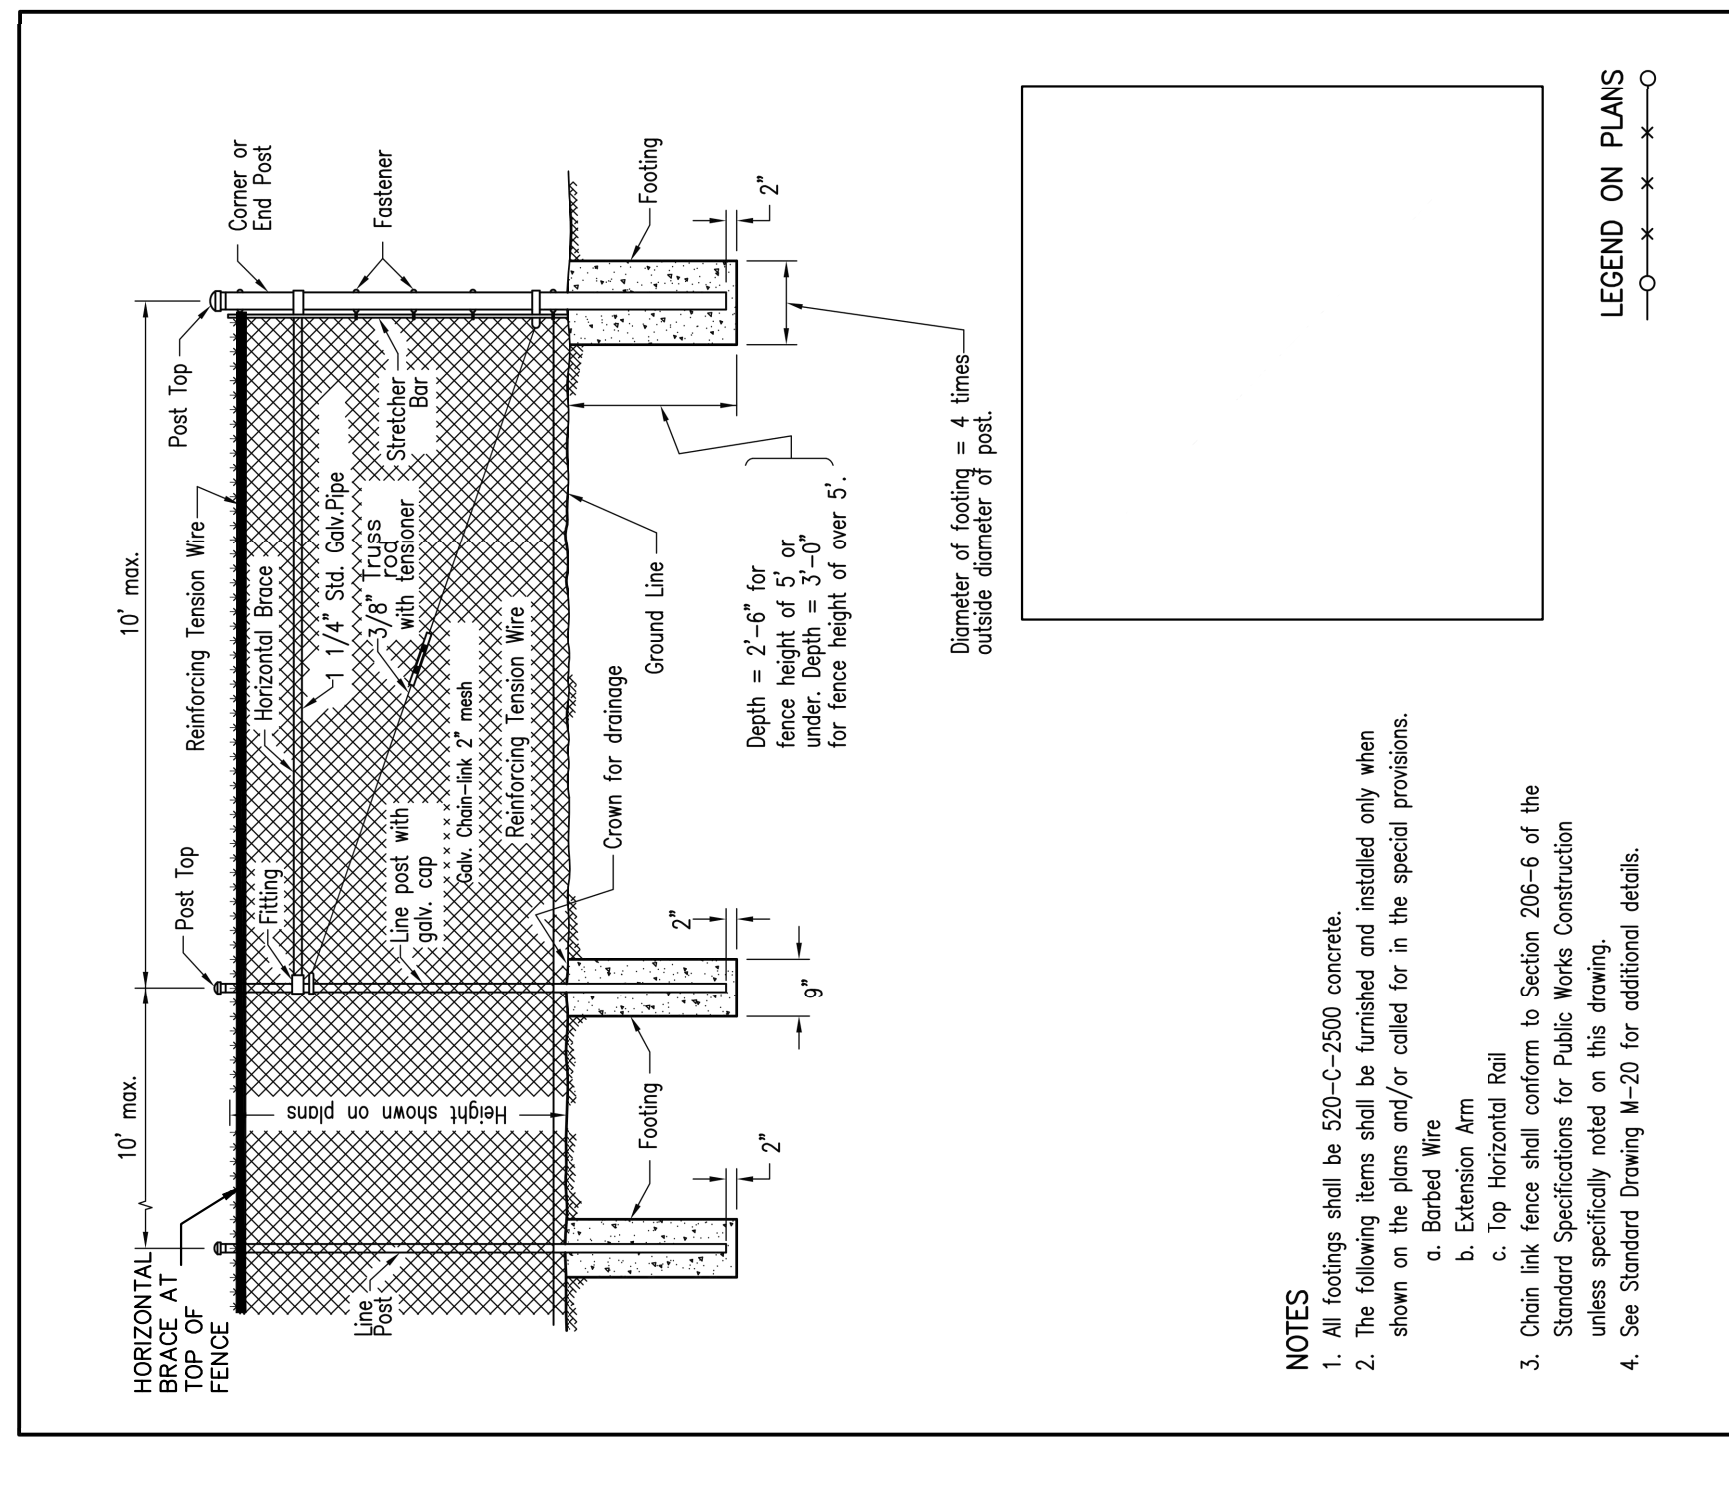 10' max.
10' max.
HORIZONTAL
BRACE AT
TOP OF
FENCE
Post Top
Reinforcing Tension Wire
Post Top
Corner or
End Post
Fitting
Horizontal Brace
1 1/4" Std. Galv.Pipe
3/8" Truss
rod
with tensioner
Stretcher
Bar
Fastener
Line
Post
Height shown on plans
Line post with
galv. cap
Galv. Chain-link 2" mesh
Reinforcing Tension Wire
Crown for drainage
Ground Line
Footing
Footing
Footing
2"
2"
2"
9"
Depth = 2'-6" for
fence height of 5' or
under. Depth = 3'-0"
for fence height of over 5'.
Diameter of footing = 4 times
outside diameter of post.
NOTES
1. All footings shall be 520-C-2500 concrete.
2. The following items shall be furnished and installed only when
shown on the plans and/or called for in the special provisions.
a. Barbed Wire
b. Extension Arm
c. Top Horizontal Rail
3. Chain link fence shall conform to Section 206-6 of the
Standard Specifications for Public Works Construction
unless specifically noted on this drawing.
4. See Standard Drawing M-20 for additional details.
LEGEND ON PLANS